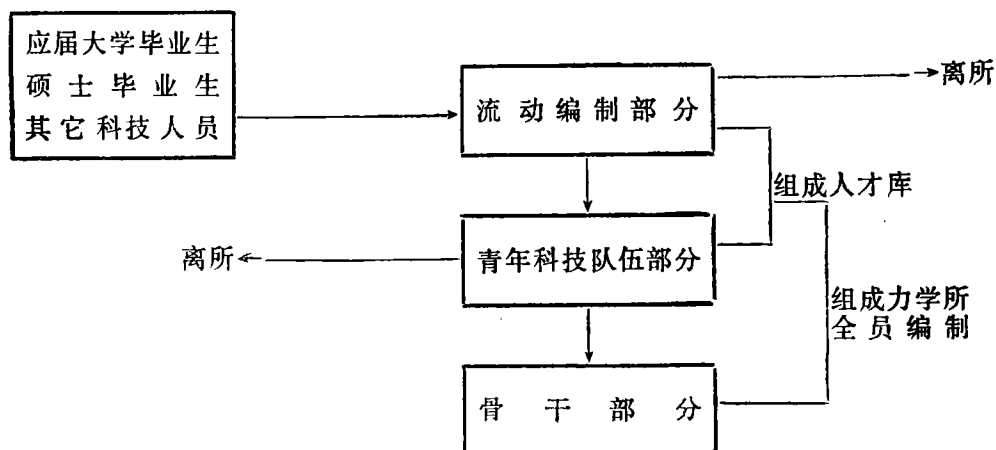 应届大学毕业生
硕士毕业生
其它科技人员
离所
流动编制部分
组成人才库
离所
青年科技队伍部分
组成力学所
全员编制
骨干部分